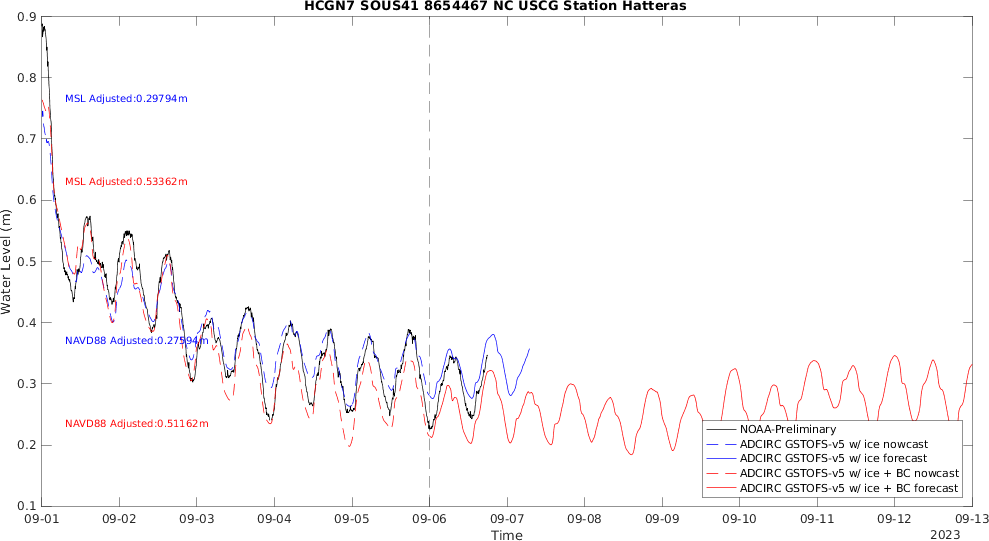 HCGN7 SOUS41 8654467 NC USCG Station Hatteras
0.9
0.8
0.7
0.6
0.5
0.4
0.3
0.2
0.1
Water Level (m)
MSL Adjusted:0.29794m
MSL Adjusted:0.53362m
NAVD88 Adjusted:0.27594m
NAVD88 Adjusted:0.51162m
NOAA-Preliminary
ADCIRC GSTOFS-v5 w/ ice nowcast
ADCIRC GSTOFS-v5 w/ ice forecast
ADCIRC GSTOFS-v5 w/ ice + BC nowcast
ADCIRC GSTOFS-v5 w/ ice + BC forecast
09-01 09-02 09-03 09-04 09-05 09-06 09-07 09-08 09-09 09-10 09-11 09-12 09-13
Time
2023